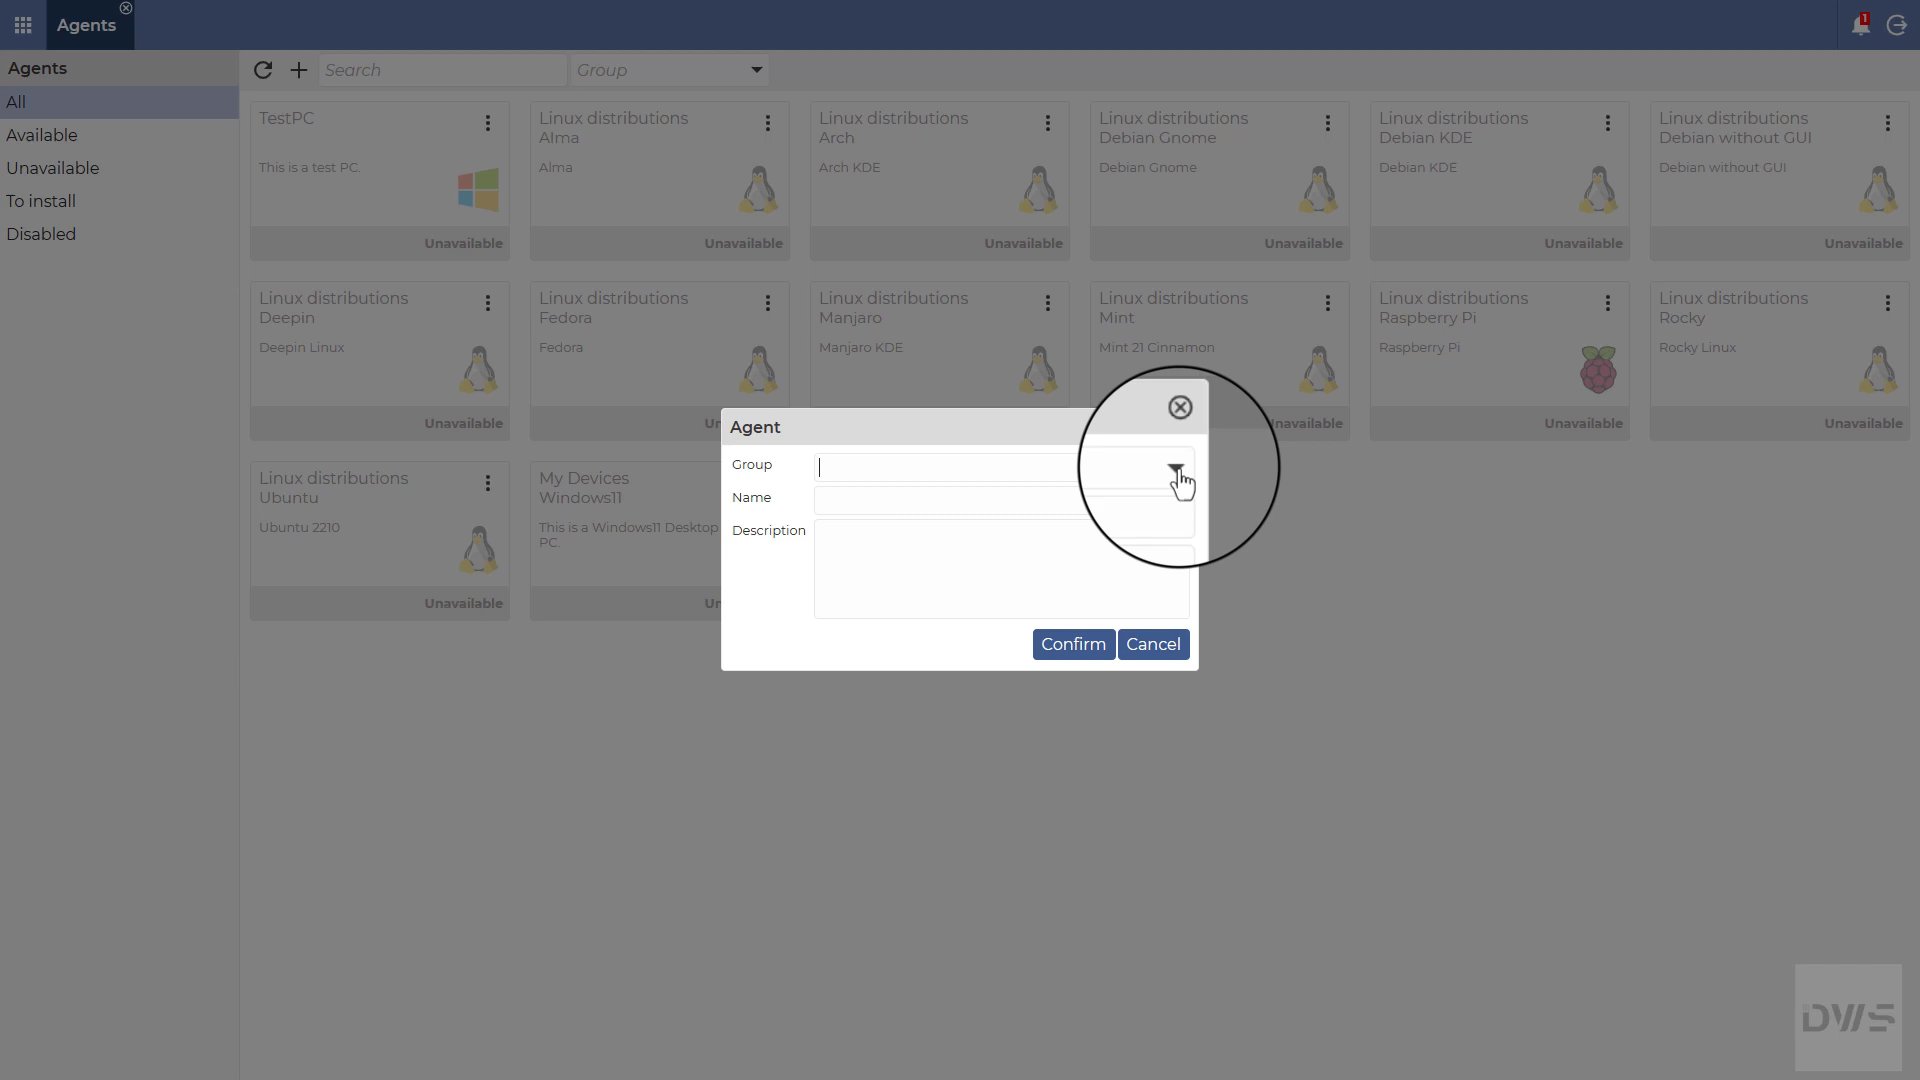 Agents
1
Agents
All
Available
Unavailable
To install
Disabled
Search
Group
TestPC
This is a test PC.
Unavailable
Linux distributions
Alma
Alma
Unavailable
Linux distributions
Arch
Arch KDE
Unavailable
Linux distributions
Debian Gnome
Debian Gnome
Unavailable
Linux distributions
Debian KDE
Debian KDE
Unavailable
Linux distributions
Debian without GUI
Debian without GUI
Unavailable
Linux distributions
Deepin
Deepin Linux
Unavailable
Linux distributions
Fedora
Fedora
Un
Linux distributions
Manjaro
Manjaro KDE
Linux distributions
Mint
Mint 21 Cinnamon
navailable
Linux distributions
Raspberry Pi
Raspberry Pi
Unavailable
Linux distributions
Rocky
Rocky Linux
Unavailable
Linux distributions
Ubuntu
Ubuntu 2210
Unavailable
My Devices
Windows11
This is a Windows11 Desktop
PC.
Un
Agent
Group
Name
Description
Confirm
Cancel
DWS